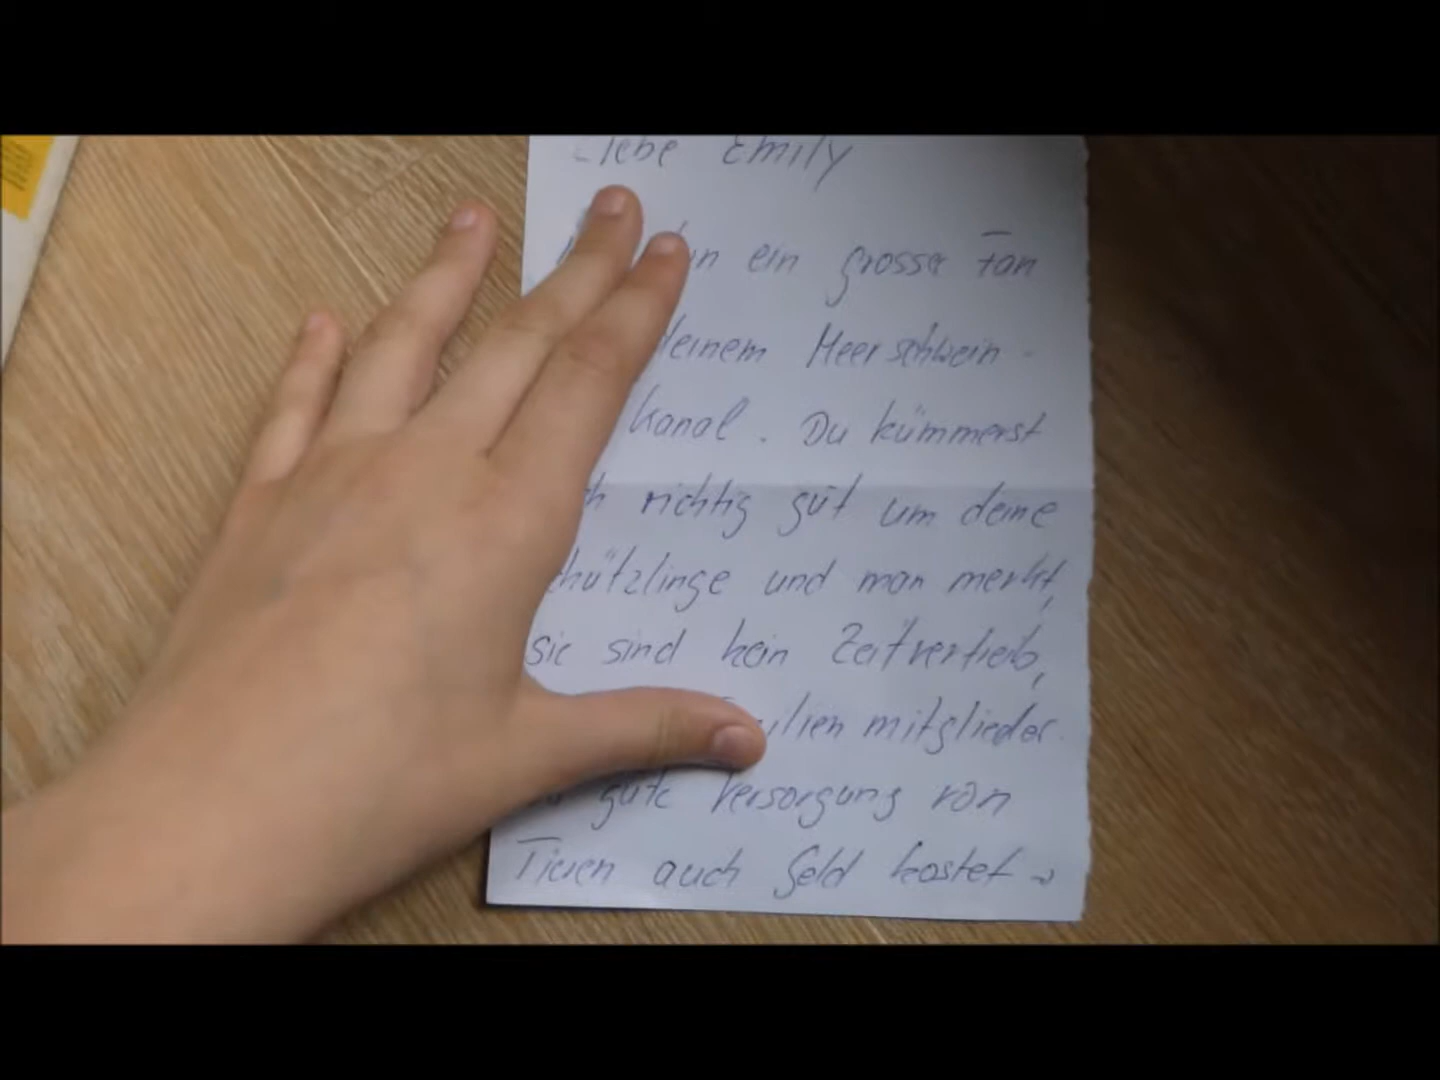 Liebe Emily
ein grosser Fan
deinem Meerschwein-
kanal. Du kümmerst
richtig gut um deine
und man merkt,
sie sind kein Zeitvertieb,
mitglieder.
gute Versorgung von
Tieren auch Geld kostet